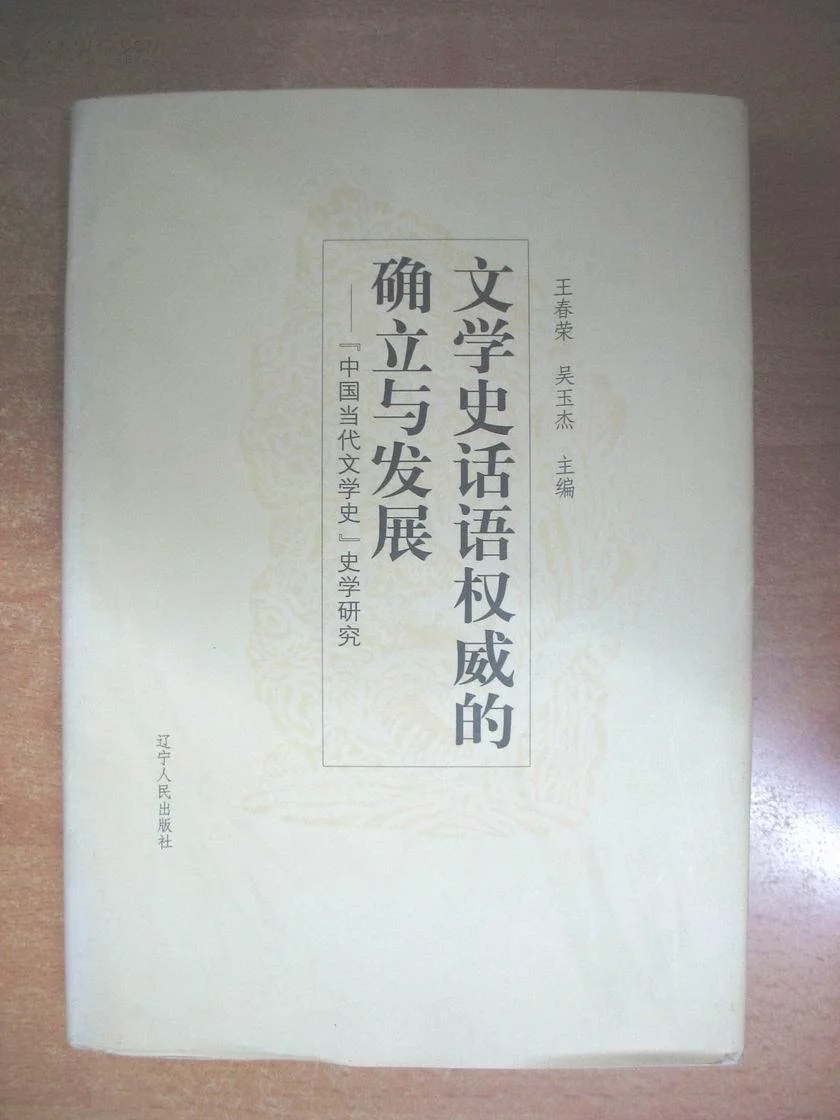 王春荣 吴玉杰 主编
文学史话语权威的
确立与发展
——『中国当代文学史』史学研究
辽宁人民出版社